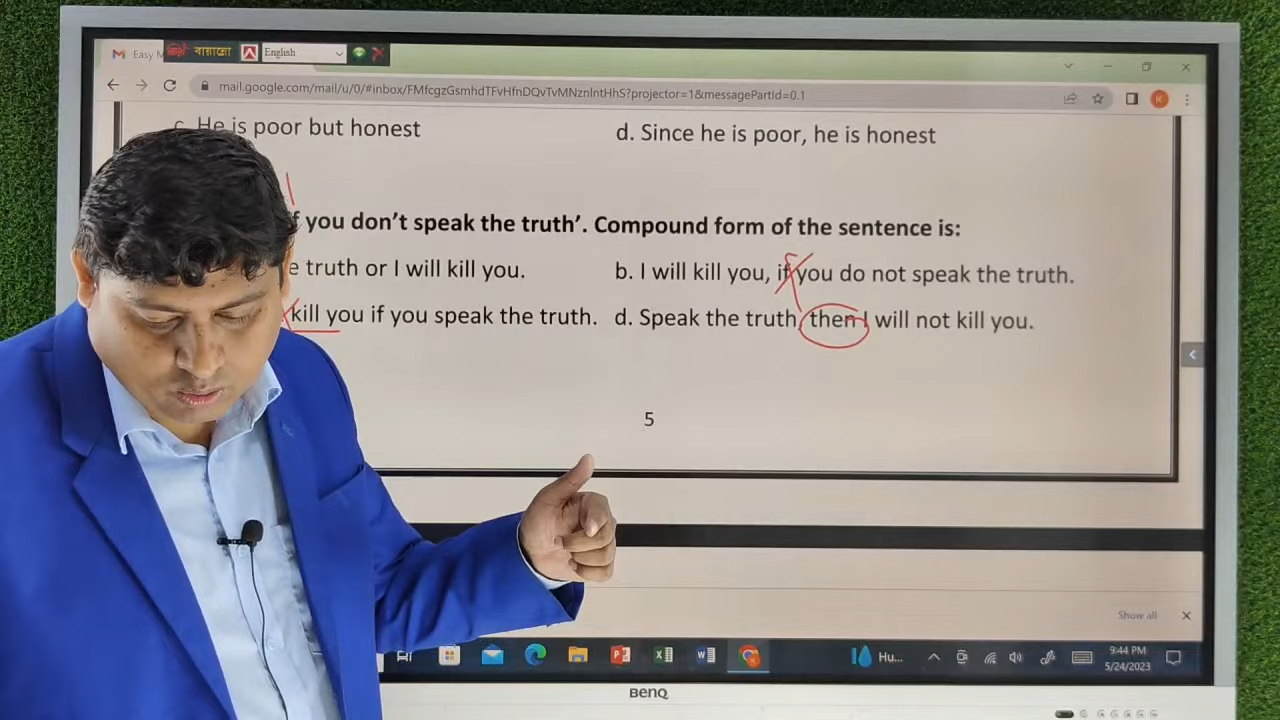 Easy M
বায়ান্নো
English
mail.google.com/mail/u/0/#inbox/FMfcgzGsmhdTFvHfnDQvTvMNznlntHhS?projector=1&messagePartId=0.1
K
c. He is poor but honest
d. Since he is poor, he is honest
f you don't speak the truth'. Compound form of the sentence is:
e truth or I will kill you.
b. I will kill you, if you do not speak the truth.
kill you if you speak the truth.
d. Speak the truth, then I will not kill you.
5
Show all
Hu...
9:44 PM
5/24/2023
BenQ